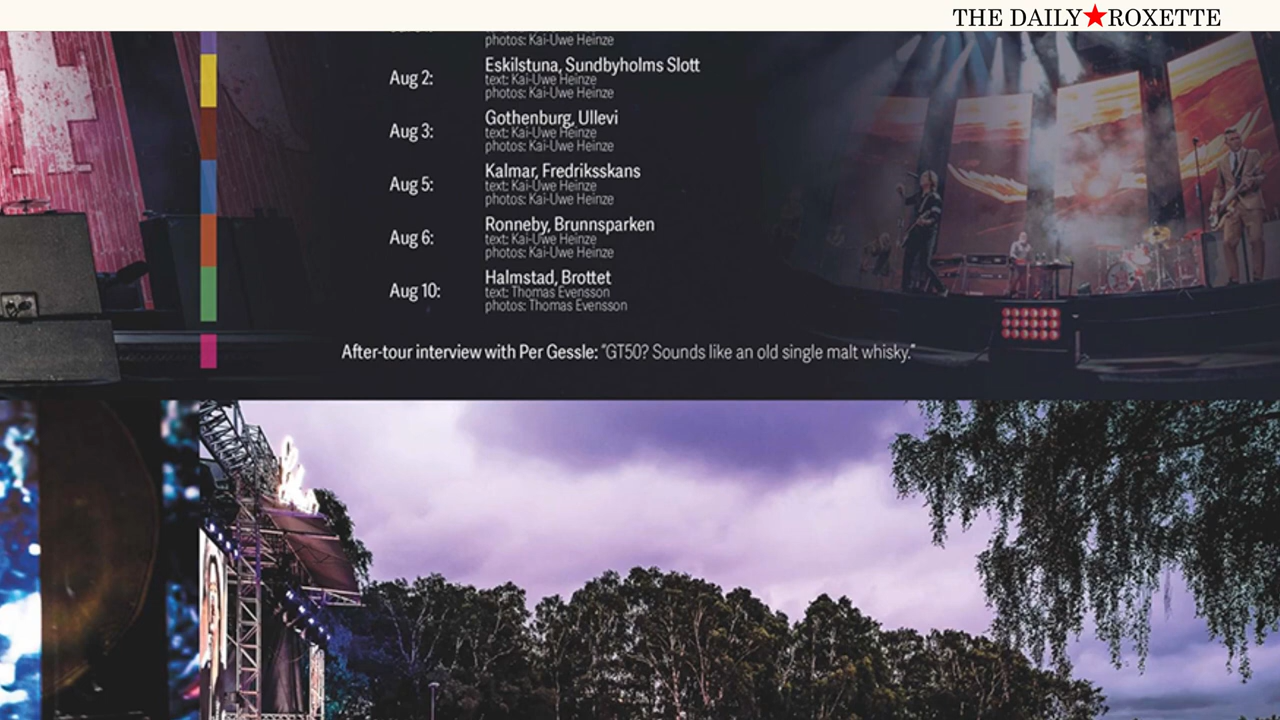 THE DAILY★ROXETTE
photos: Kai-Uwe Heinze
Aug 2:
Eskilstuna, Sundbyholms Slott
text: Kai-Uwe Heinze
photos: Kai-Uwe Heinze
Aug 3:
Gothenburg, Ullevi
text: Kai-Uwe Heinze
photos: Kai-Uwe Heinze
Aug 5:
Kalmar, Fredriksskans
text: Kai-Uwe Heinze
photos: Kai-Uwe Heinze
Aug 6:
Ronneby, Brunnsparken
text: Kai-Uwe Heinze
photos: Kai-Uwe Heinze
Aug 10:
Halmstad, Brottet
text: Thomas Evensson
photos: Thomas Evensson
After-tour interview with Per Gessle: "GT50? Sounds like an old single malt whisky."